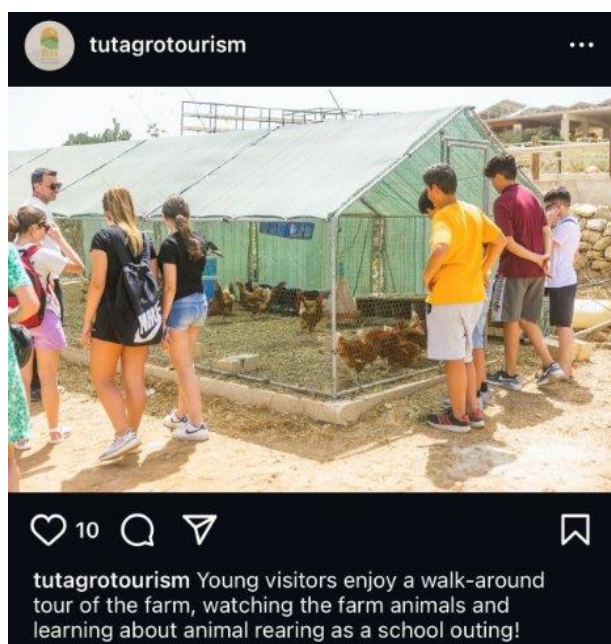 tutagrotourism
NIKE
10
tutagrotourism Young visitors enjoy a walk-around
tour of the farm, watching the farm animals and
learning about animal rearing as a school outing!